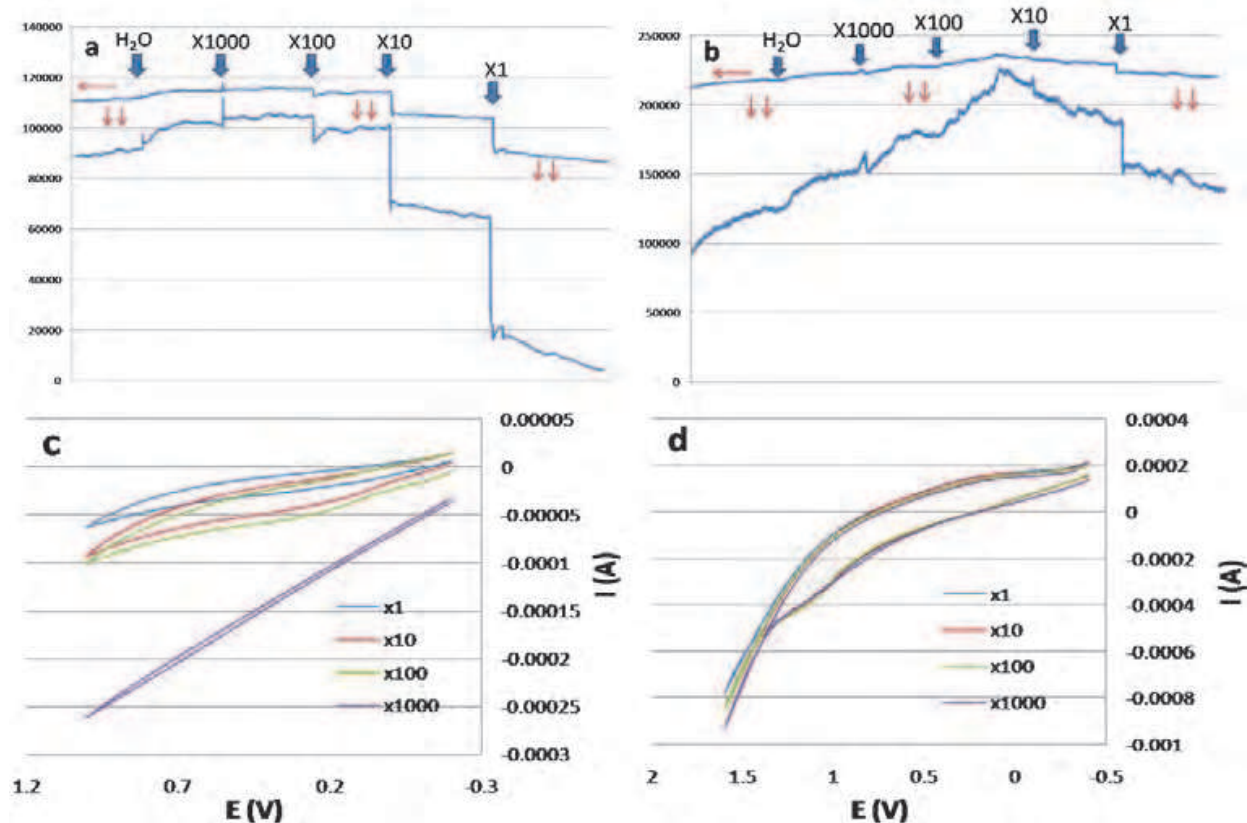 a
H₂O
X1000
X100
X10
X1
140000
120000
100000
80000
60000
40000
20000
0
b
H₂O
X1000
X100
X10
X1
250000
200000
150000
100000
50000
0
c
0.00005
0
-0.00005
-0.0001
-0.00015
-0.0002
-0.00025
-0.0003
I (A)
x1
x10
x100
x1000
1.2
0.7
0.2
-0.3
E (V)
d
0.0004
0.0002
0
-0.0002
-0.0004
-0.0006
-0.0008
-0.001
I (A)
x1
x10
x100
x1000
2
1.5
1
0.5
0
-0.5
E (V)